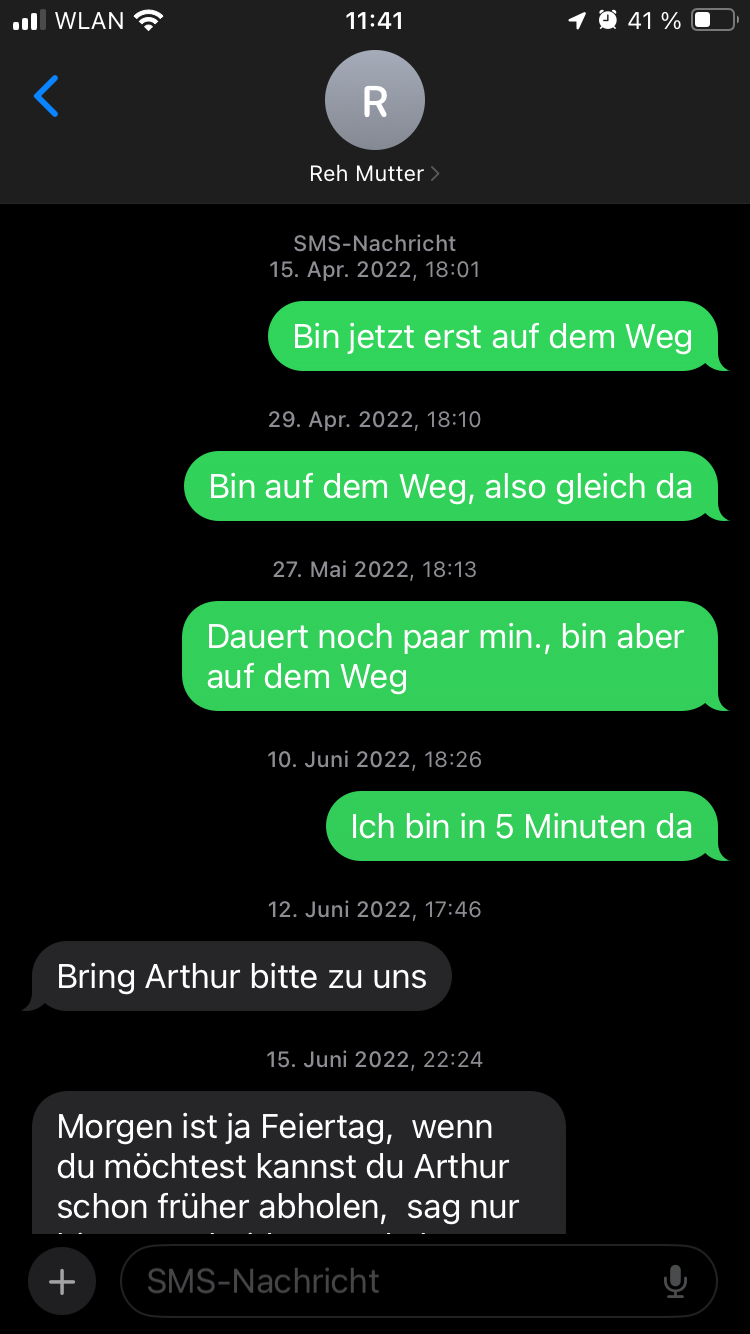 WLAN 11:41 41 %
R
Reh Mutter
SMS-Nachricht
15. Apr. 2022, 18:01
Bin jetzt erst auf dem Weg
29. Apr. 2022, 18:10
Bin auf dem Weg, also gleich da
27. Mai 2022, 18:13
Dauert noch paar min., bin aber
auf dem Weg
10. Juni 2022, 18:26
Ich bin in 5 Minuten da
12. Juni 2022, 17:46
Bring Arthur bitte zu uns
15. Juni 2022, 22:24
Morgen ist ja Feiertag, wenn
du möchtest kannst du Arthur
schon früher abholen, sag nur
SMS-Nachricht